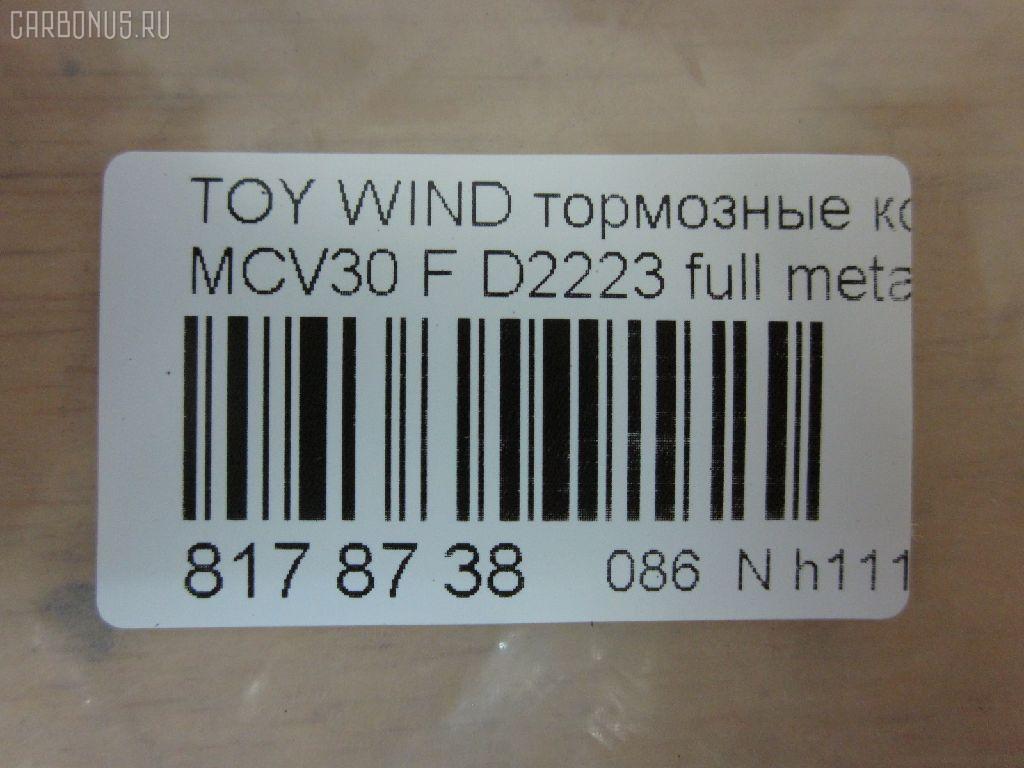 CARBONUS.RU
TOY WIND тормозные ко
MCV30 F D2223 full meta
817 87 38 086 N h111